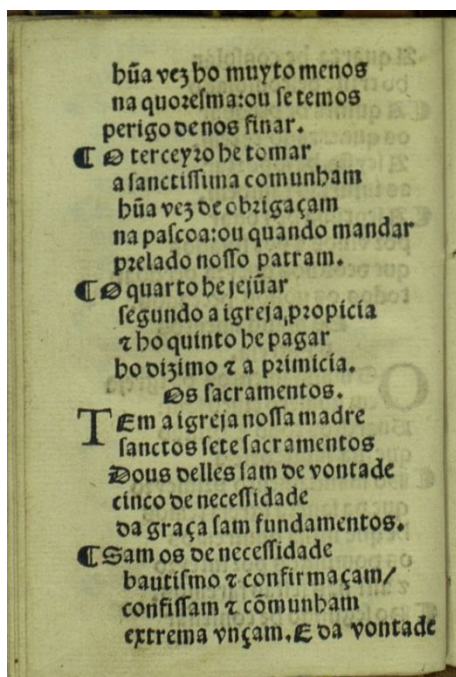 hũa vez ho muyto menos
na quoresma:ou se temos
perigo de nos finar.
¶ O terceyro he tomar
a sanctissima comunham
hũa vez de obrigaçam
na pascoa:ou quando mandar
prelado nosso patram.
¶ O quarto he jejũar
segundo a igreja propicia
⁊ ho quinto he pagar
ho dizimo ⁊ a primicia.
Os sacramentos.
TEm a igreja nossa madre
sanctos sete sacramentos
Dous delles sam de vontade
cinco de necessidade
da graça sam fundamentos.
¶ Sam os de necessidade
bautismo ⁊ confirmaçam/
confissam ⁊ cõmunham
extrema vnçam. E da vontade